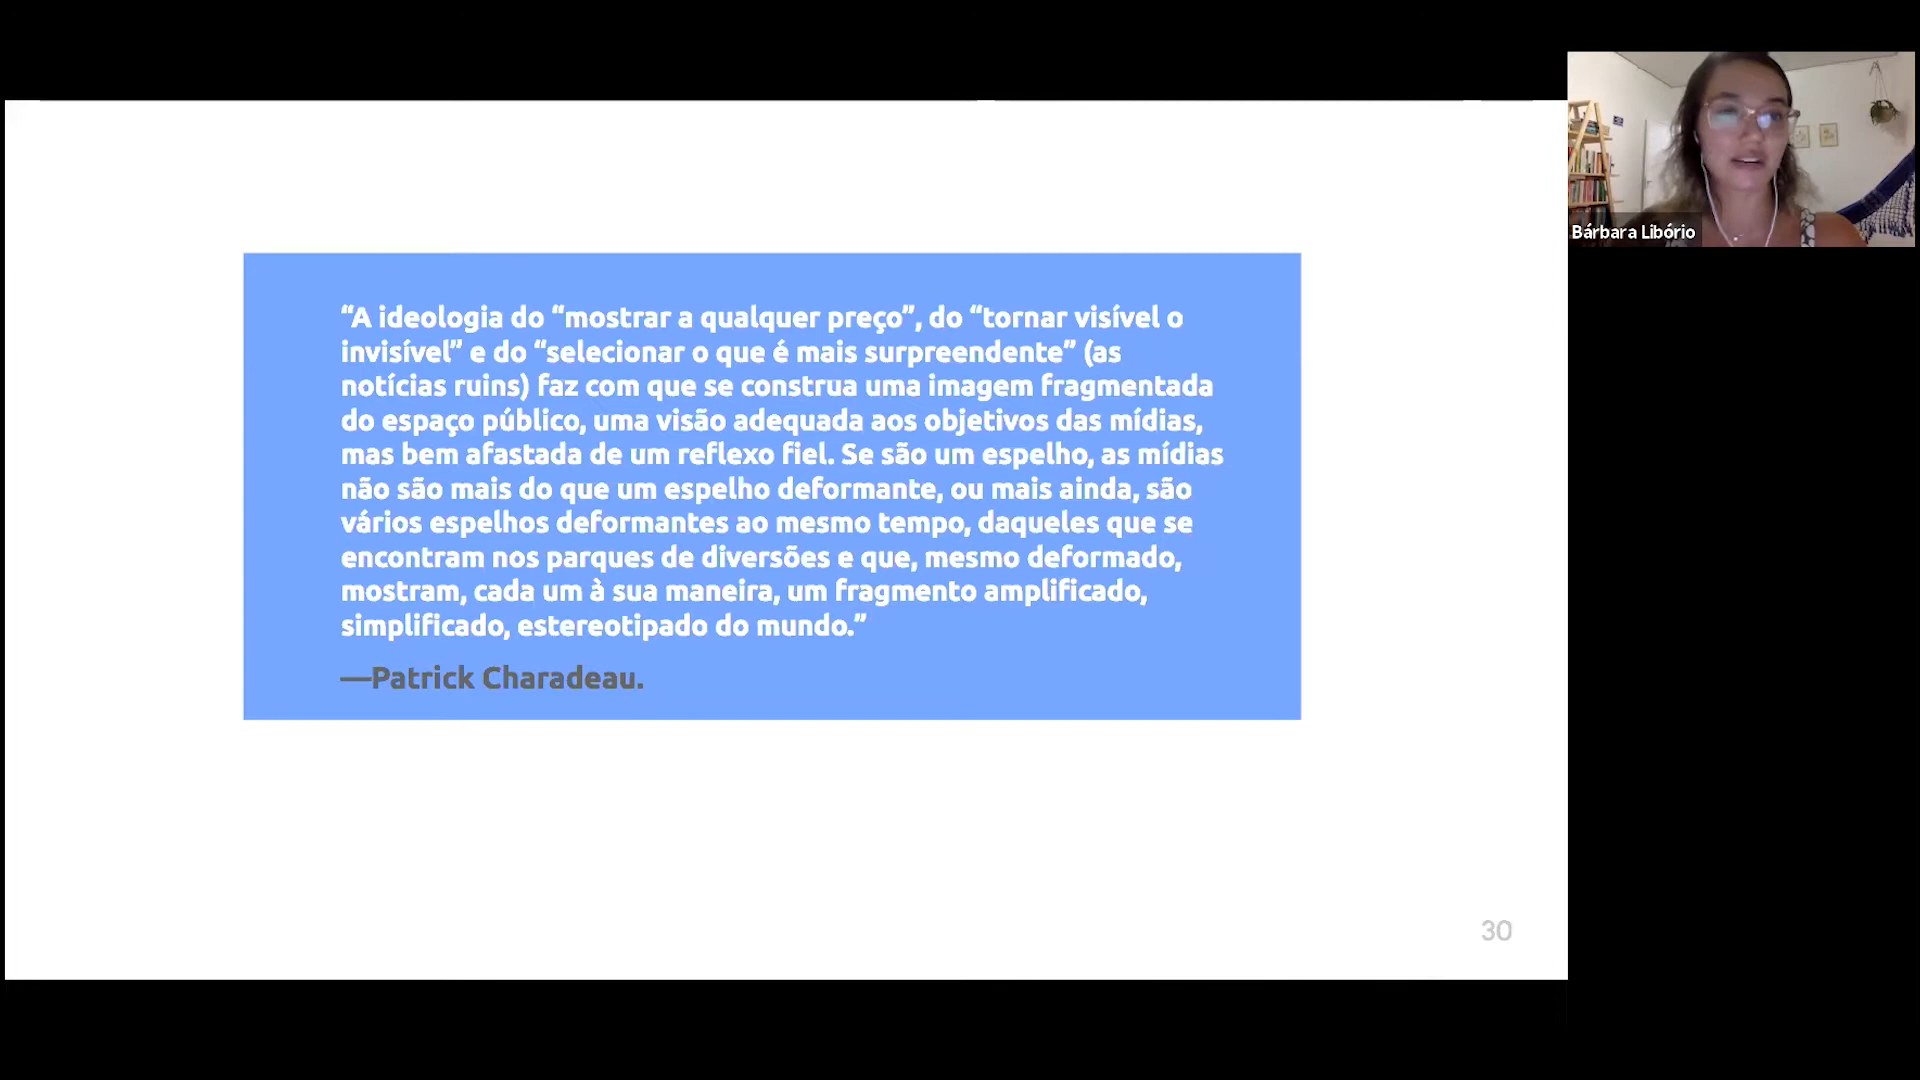 “A ideologia do “mostrar a qualquer preço”, do “tornar visível o
invisível” e do “selecionar o que é mais surpreendente” (as
notícias ruins) faz com que se construa uma imagem fragmentada
do espaço público, uma visão adequada aos objetivos das mídias,
mas bem afastada de um reflexo fiel. Se são um espelho, as mídias
não são mais do que um espelho deformante, ou mais ainda, são
vários espelhos deformantes ao mesmo tempo, daqueles que se
encontram nos parques de diversões e que, mesmo deformado,
mostram, cada um à sua maneira, um fragmento amplificado,
simplificado, estereotipado do mundo.”
—Patrick Charadeau.
30
Bárbara Libório